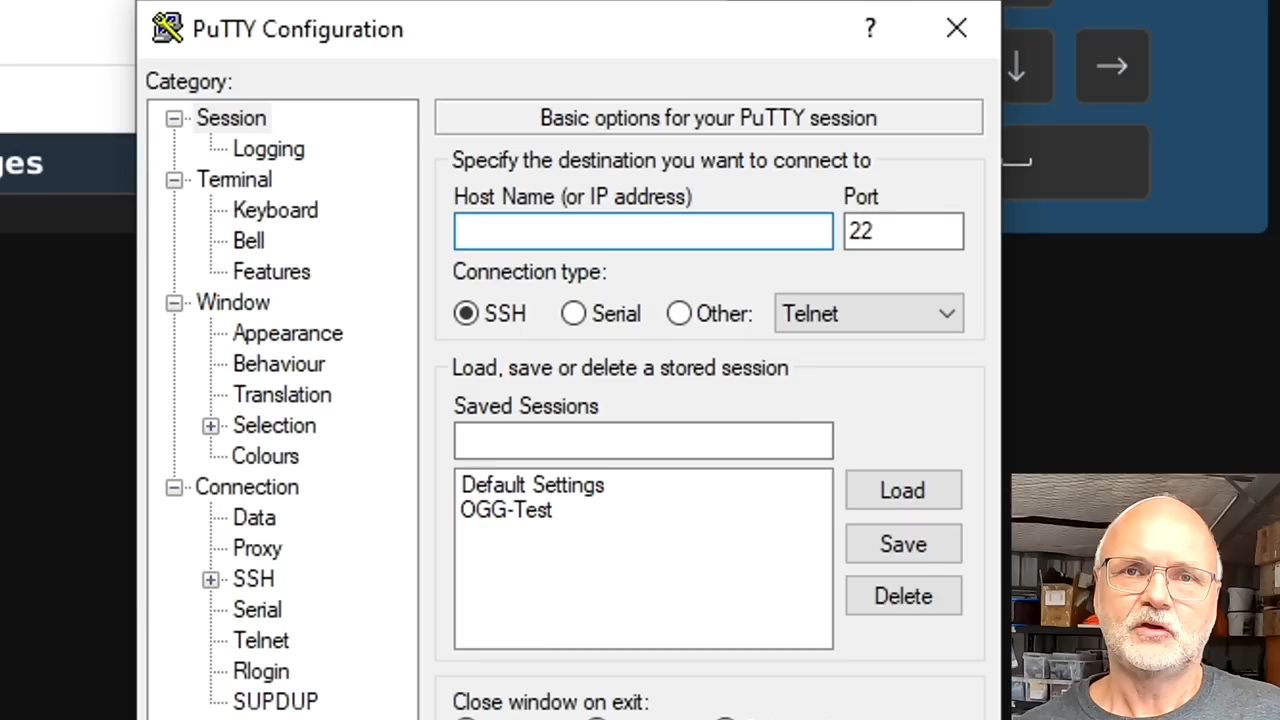 PuTTY Configuration ?
Category:
Session
Logging
Terminal
Keyboard
Bell
Features
Window
Appearance
Behaviour
Translation
Selection
Colours
Connection
Data
Proxy
SSH
Serial
Telnet
Rlogin
SUPDUP
Basic options for your PuTTY session
Specify the destination you want to connect to
Host Name (or IP address) Port
22
Connection type:
SSH Serial Other: Telnet
Load, save or delete a stored session
Saved Sessions
Default Settings
OGG-Test
Load
Save
Delete
Close window on exit:
ges